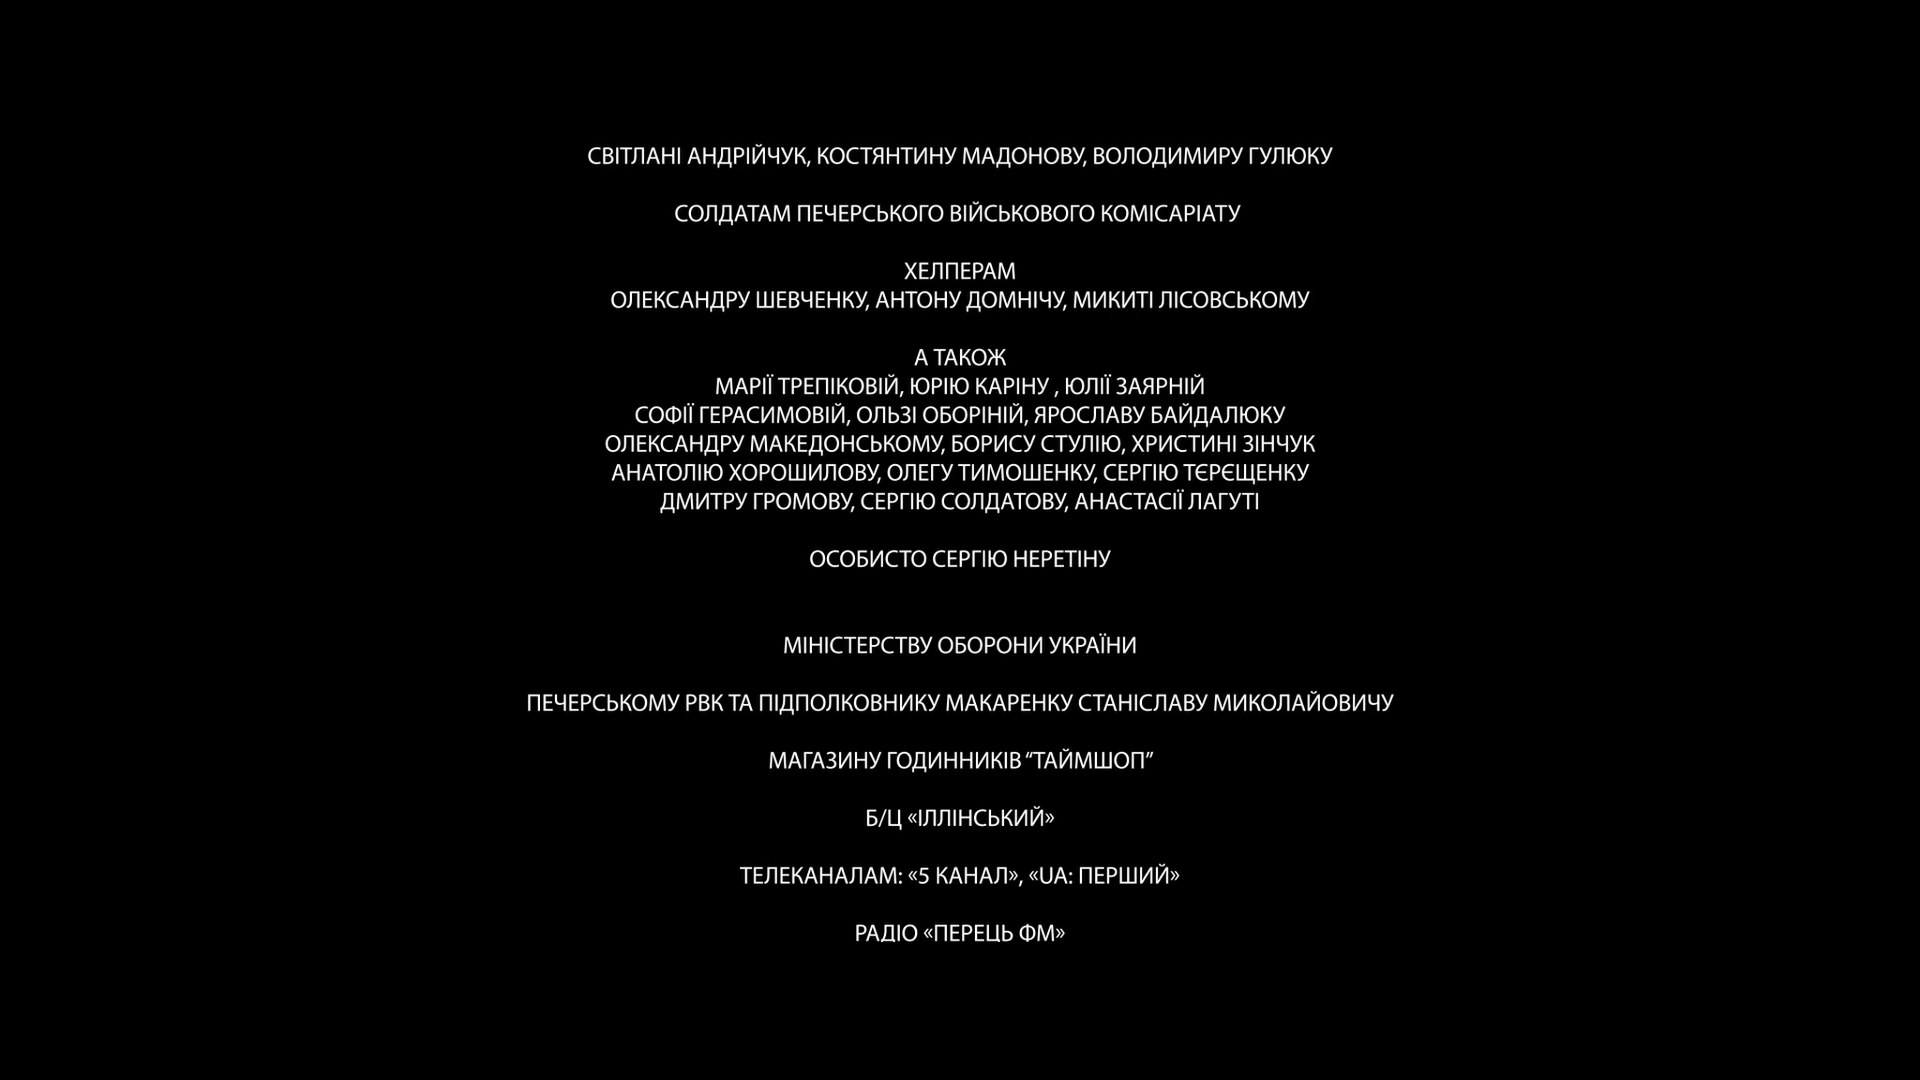 СВІТЛАНІ АНДРІЙЧУК, КОСТЯНТИНУ МАДОНОВУ, ВОЛОДИМИРУ ГУЛЮКУ
СОЛДАТАМ ПЕЧЕРСЬКОГО ВІЙСЬКОВОГО КОМІСАРІАТУ
ХЕЛПЕРАМ
ОЛЕКСАНДРУ ШЕВЧЕНКУ, АНТОНУ ДОМНІЧУ, МИКИТІ ЛІСОВСЬКОМУ
А ТАКОЖ
МАРІЇ ТРЕПІКОВІЙ, ЮРІЮ КАРІНУ , ЮЛІЇ ЗАЯРНІЙ
СОФІЇ ГЕРАСИМОВІЙ, ОЛЬЗІ ОБОРІНІЙ, ЯРОСЛАВУ БАЙДАЛЮКУ
ОЛЕКСАНДРУ МАКЕДОНСЬКОМУ, БОРИСУ СТУЛІЮ, ХРИСТИНІ ЗІНЧУК
АНАТОЛІЮ ХОРОШИЛОВУ, ОЛЕГУ ТИМОШЕНКУ, СЕРГІЮ ТЄРЄЩЕНКУ
ДМИТРУ ГРОМОВУ, СЕРГІЮ СОЛДАТОВУ, АНАСТАСІЇ ЛАГУТІ
ОСОБИСТО СЕРГІЮ НЕРЕТІНУ
МІНІСТЕРСТВУ ОБОРОНИ УКРАЇНИ
ПЕЧЕРСЬКОМУ РВК ТА ПІДПОЛКОВНИКУ МАКАРЕНКУ СТАНІСЛАВУ МИКОЛАЙОВИЧУ
МАГАЗИНУ ГОДИННИКІВ “ТАЙМШОП”
Б/Ц «ІЛЛІНСЬКИЙ»
ТЕЛЕКАНАЛАМ: «5 КАНАЛ», «UA: ПЕРШИЙ»
РАДІО «ПЕРЕЦЬ ФМ»